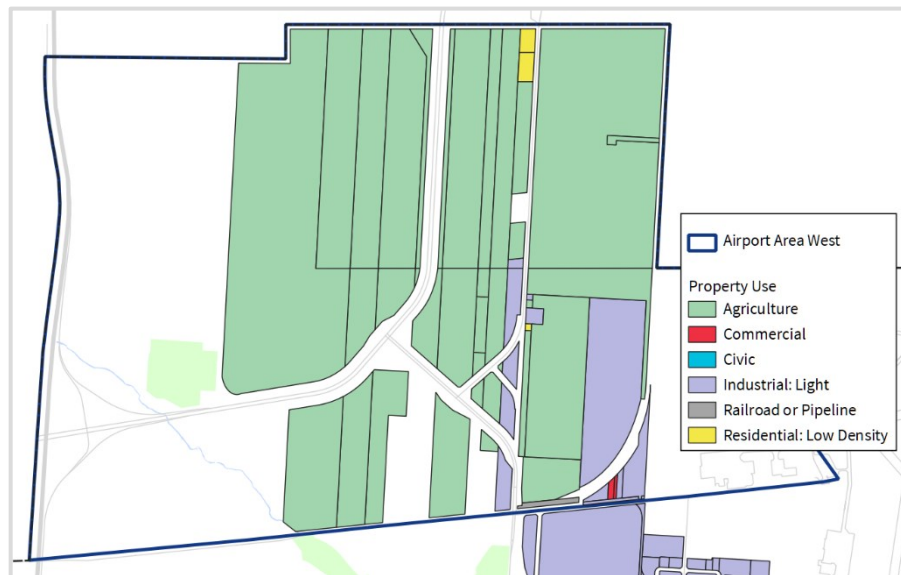 Airport Area West
Property Use
Agriculture
Commercial
Civic
Industrial: Light
Railroad or Pipeline
Residential: Low Density